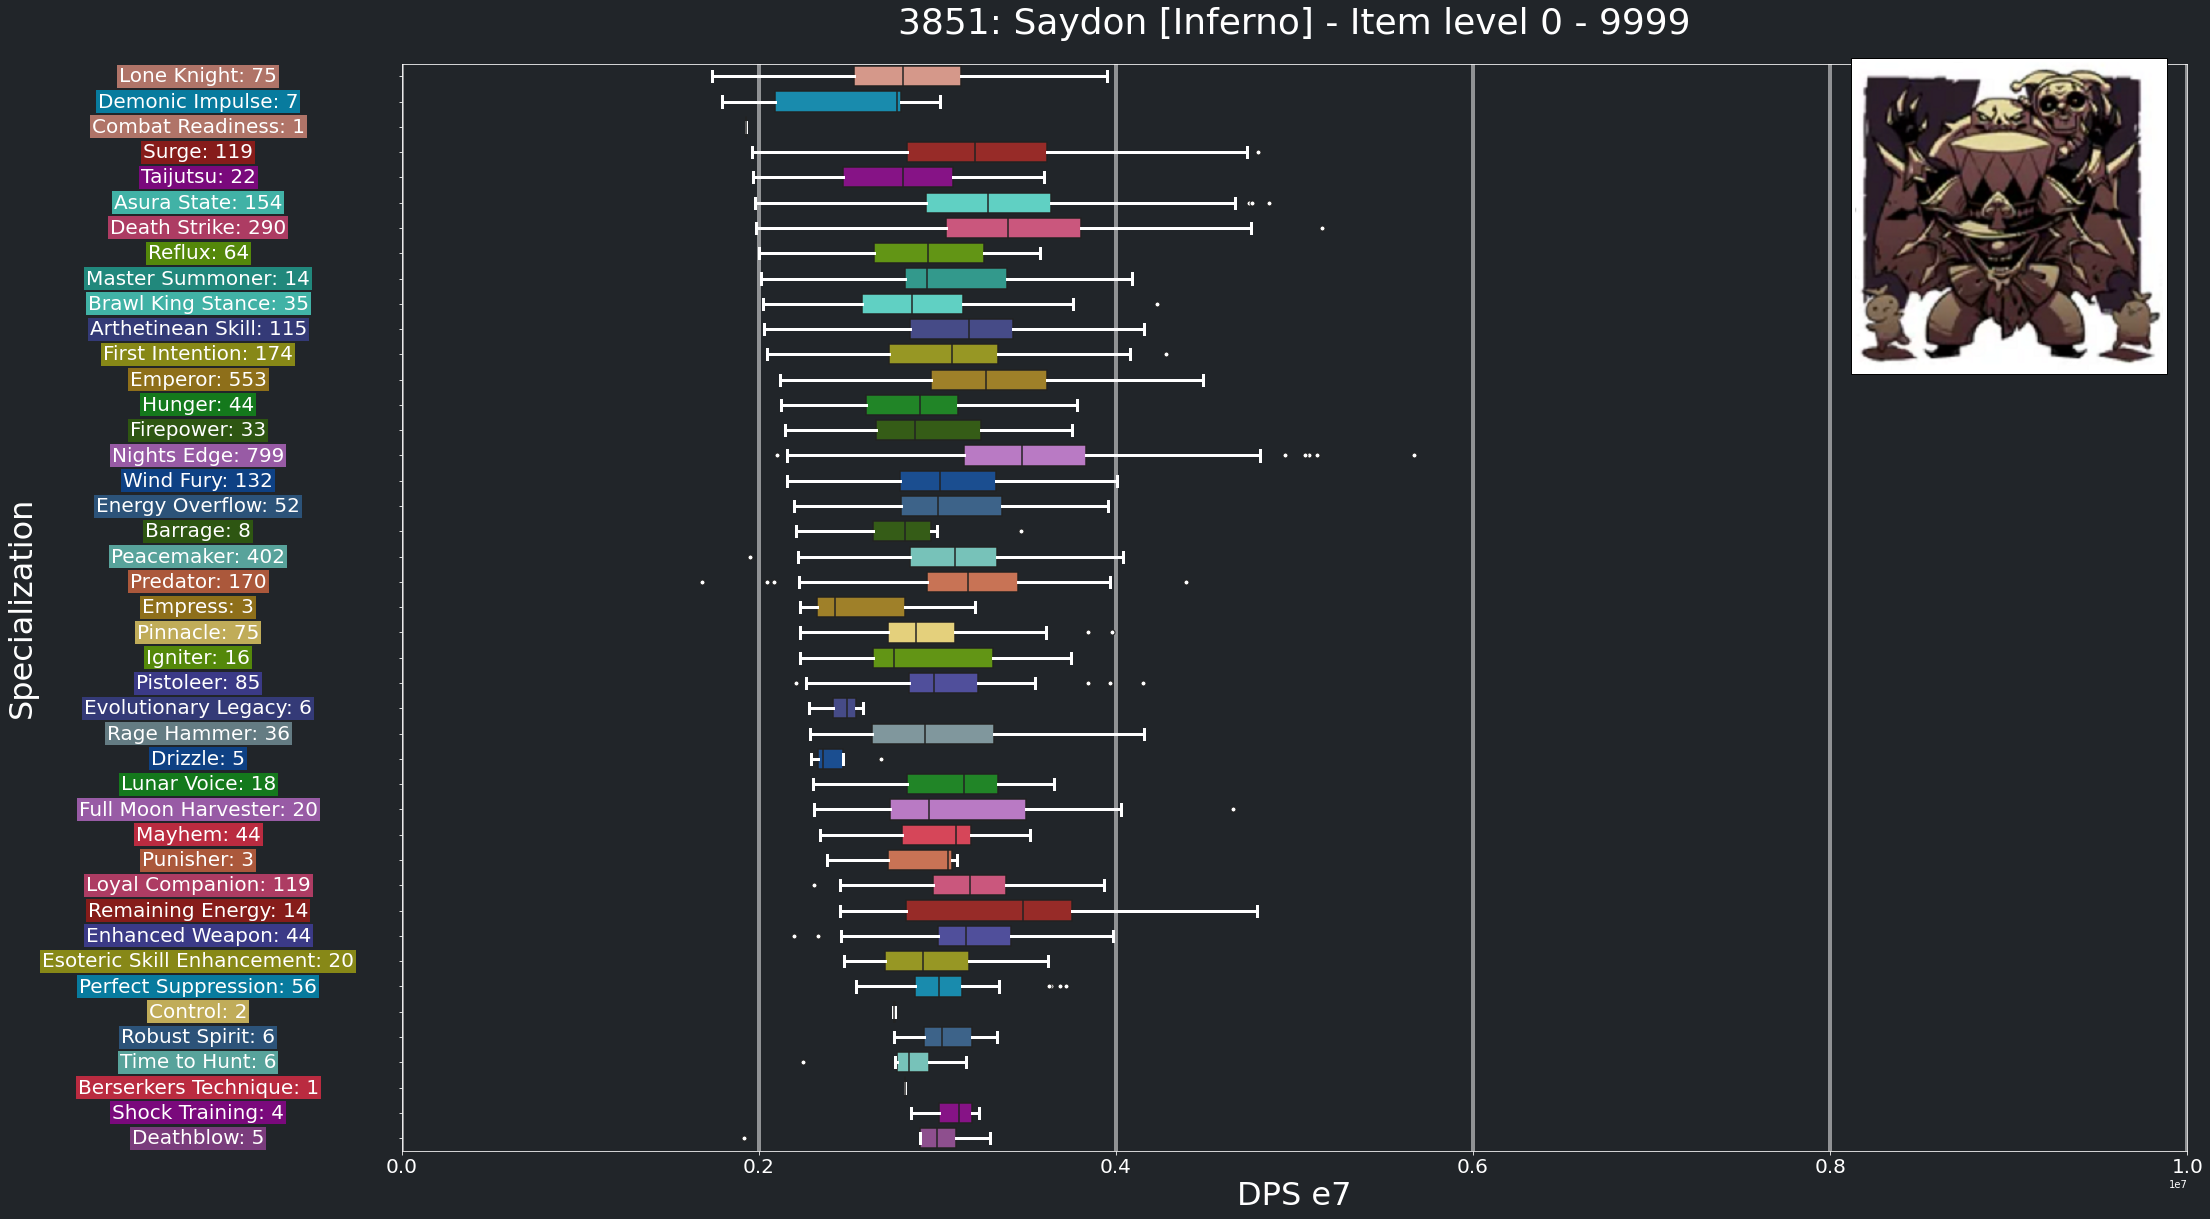 3851: Saydon [Inferno] - Item level 0 - 9999
Lone Knight: 75
Demonic Impulse: 7
Combat Readiness: 1
Surge: 119
Taijutsu: 22
Asura State: 154
Death Strike: 290
Reflux: 64
Master Summoner: 14
Brawl King Stance: 35
Arthetinean Skill: 115
First Intention: 174
Emperor: 553
Hunger: 44
Firepower: 33
Nights Edge: 799
Wind Fury: 132
Energy Overflow: 52
Barrage: 8
Peacemaker: 402
Predator: 170
Empress: 3
Pinnacle: 75
Igniter: 16
Pistoleer: 85
Evolutionary Legacy: 6
Rage Hammer: 36
Drizzle: 5
Lunar Voice: 18
Full Moon Harvester: 20
Mayhem: 44
Punisher: 3
Loyal Companion: 119
Remaining Energy: 14
Enhanced Weapon: 44
Esoteric Skill Enhancement: 20
Perfect Suppression: 56
Control: 2
Robust Spirit: 6
Time to Hunt: 6
Berserkers Technique: 1
Shock Training: 4
Deathblow: 5
Specialization
0.0 0.2 0.4 0.6 0.8 1.0
1e7
DPS e7